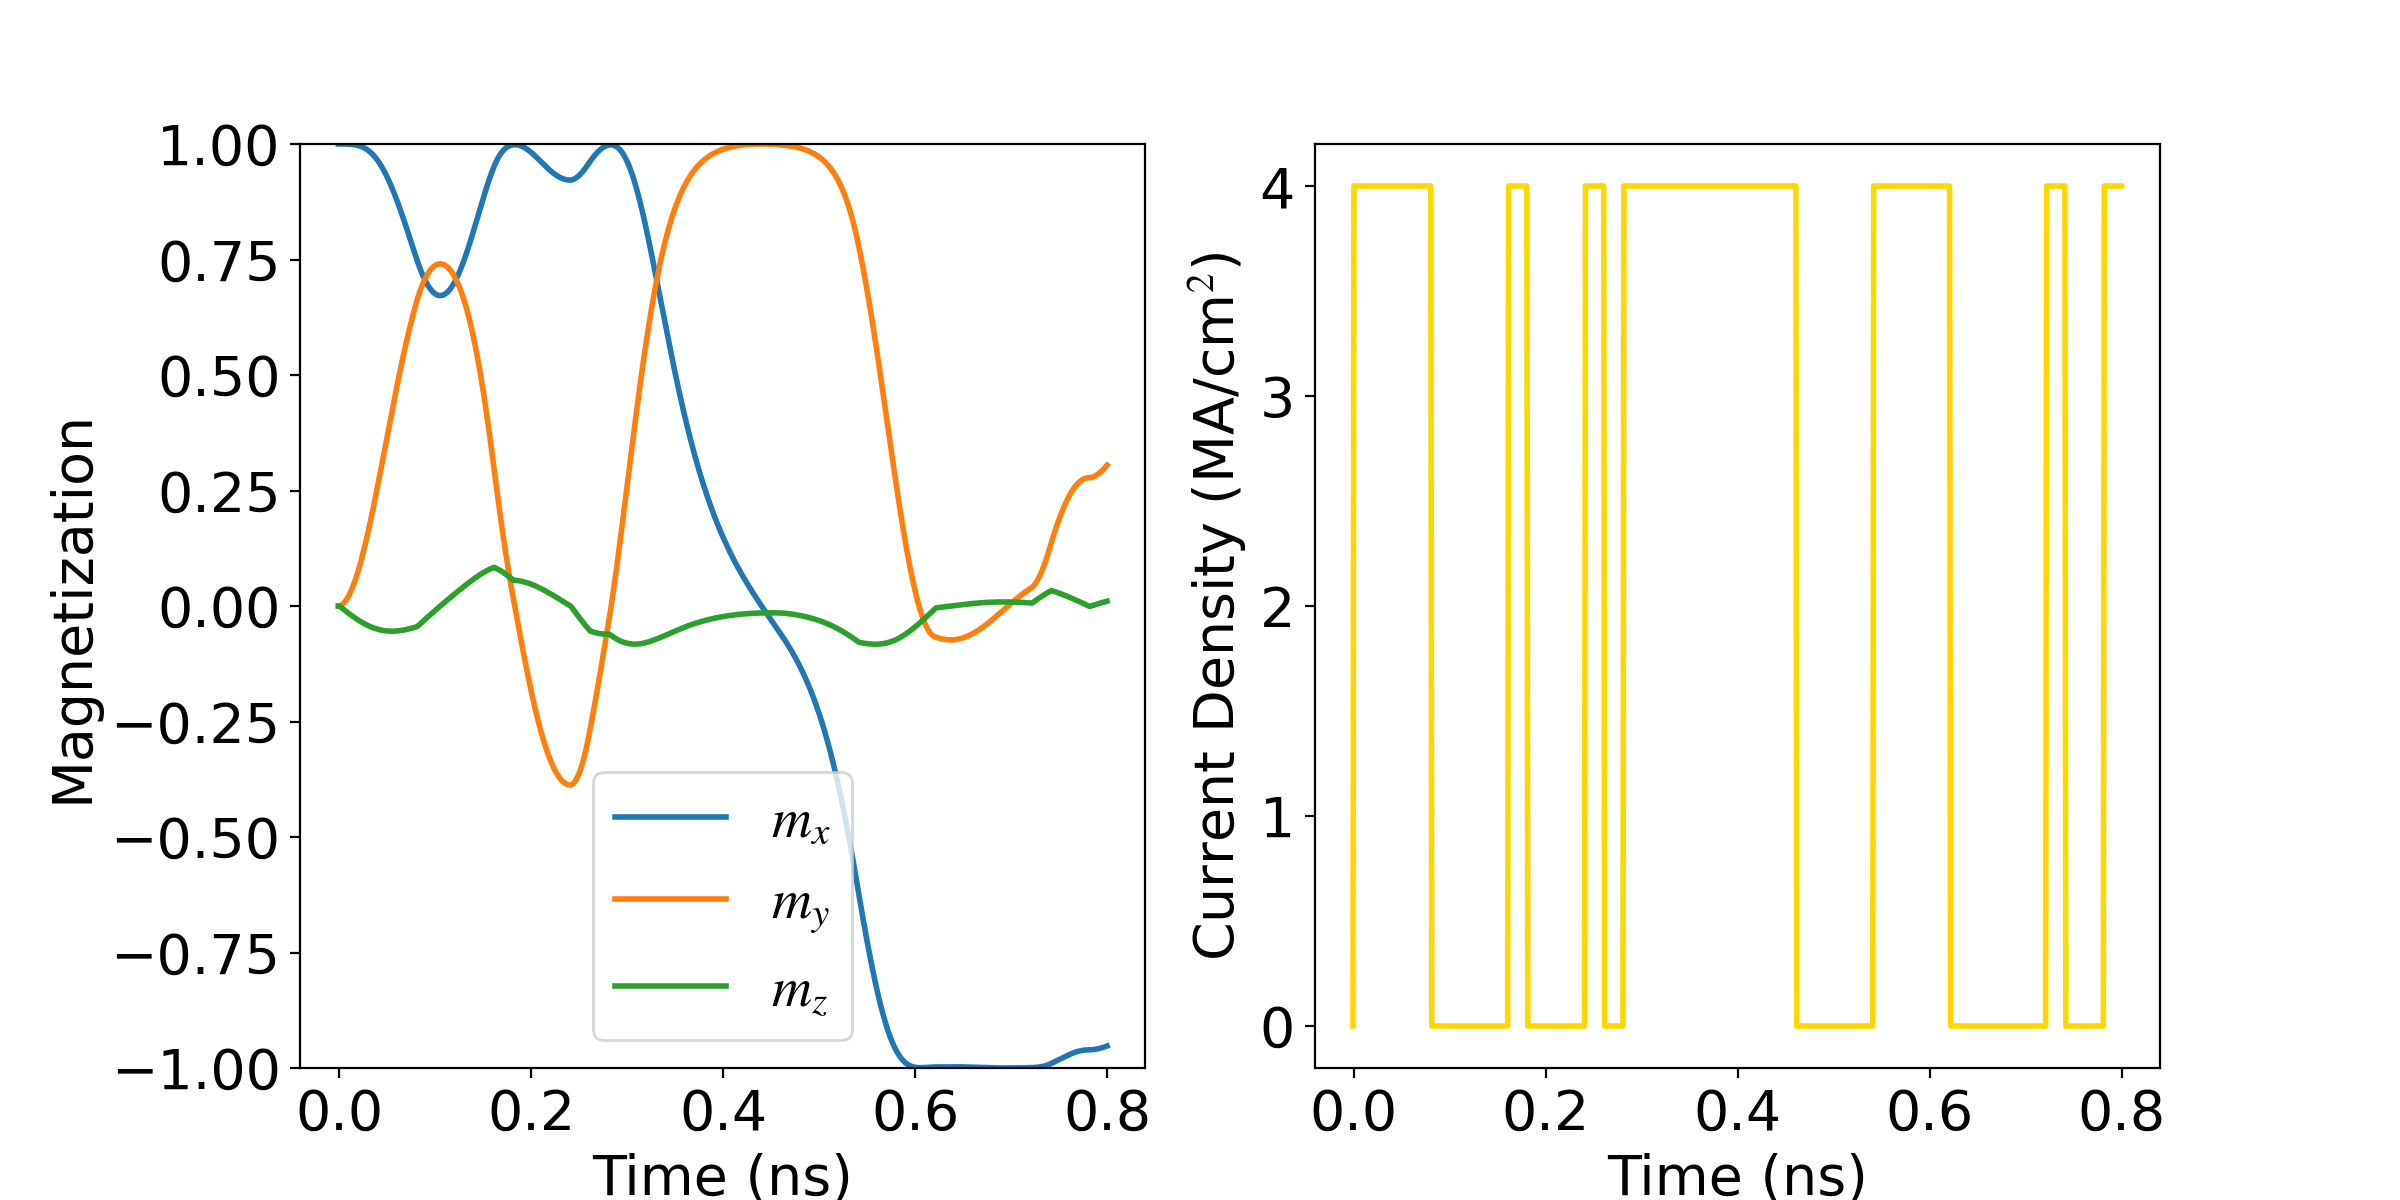 Magnetization
1.00
0.75
0.50
0.25
0.00
−0.25
−0.50
−0.75
−1.00
0.0 0.2 0.4 0.6 0.8
Time (ns)
m_x
m_y
m_z
Current Density (MA/cm²)
4
3
2
1
0
0.0 0.2 0.4 0.6 0.8
Time (ns)